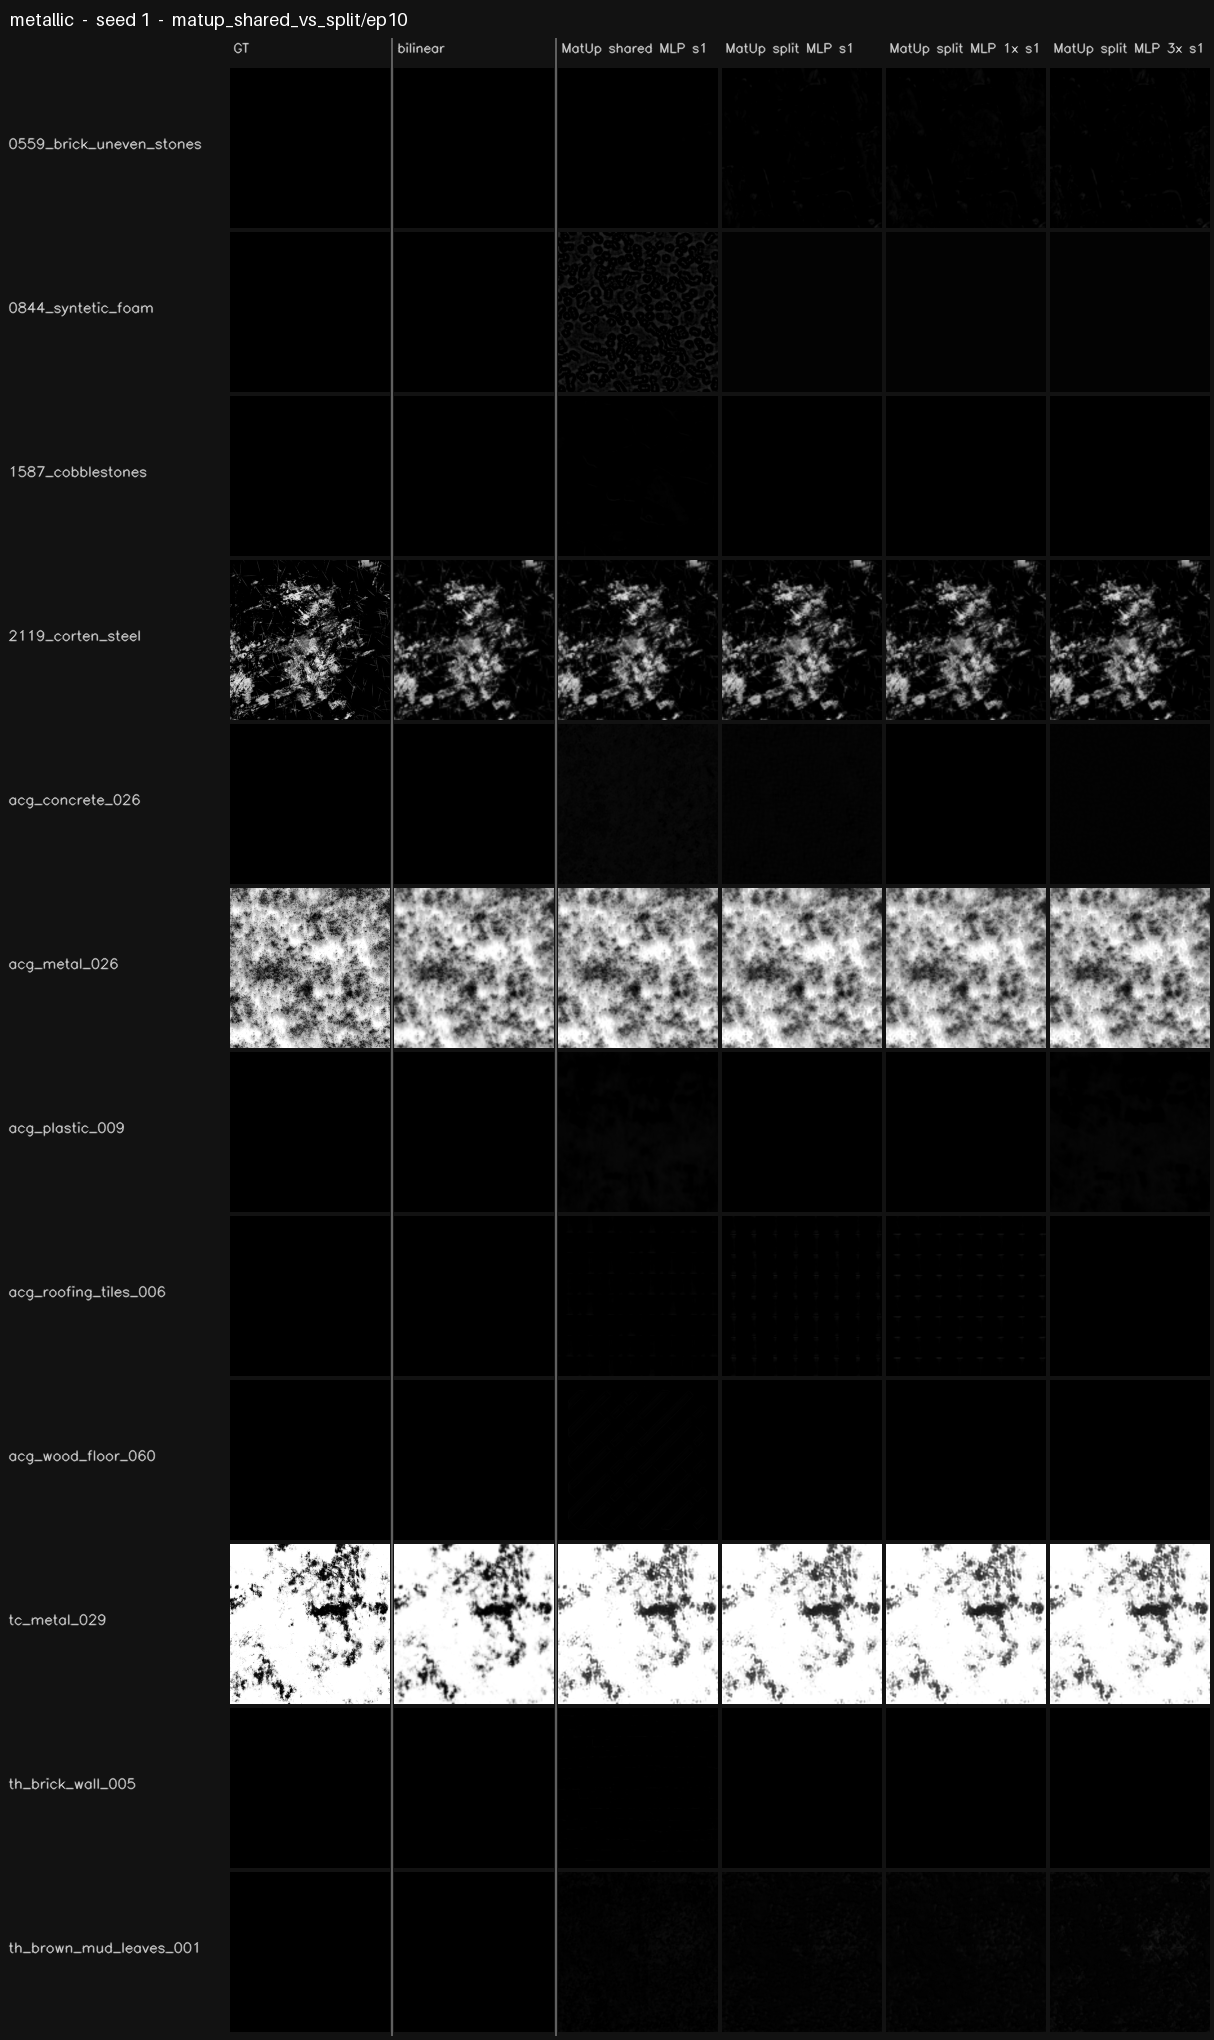 metallic - seed 1 - matup_shared_vs_split/ep10
GT bilinear MatUp shared MLP s1 MatUp split MLP s1 MatUp split MLP 1x s1 MatUp split MLP 3x s1
0559_brick_uneven_stones
0844_syntetic_foam
1587_cobblestones
2119_corten_steel
acg_concrete_026
acg_metal_026
acg_plastic_009
acg_roofing_tiles_006
acg_wood_floor_060
tc_metal_029
th_brick_wall_005
th_brown_mud_leaves_001